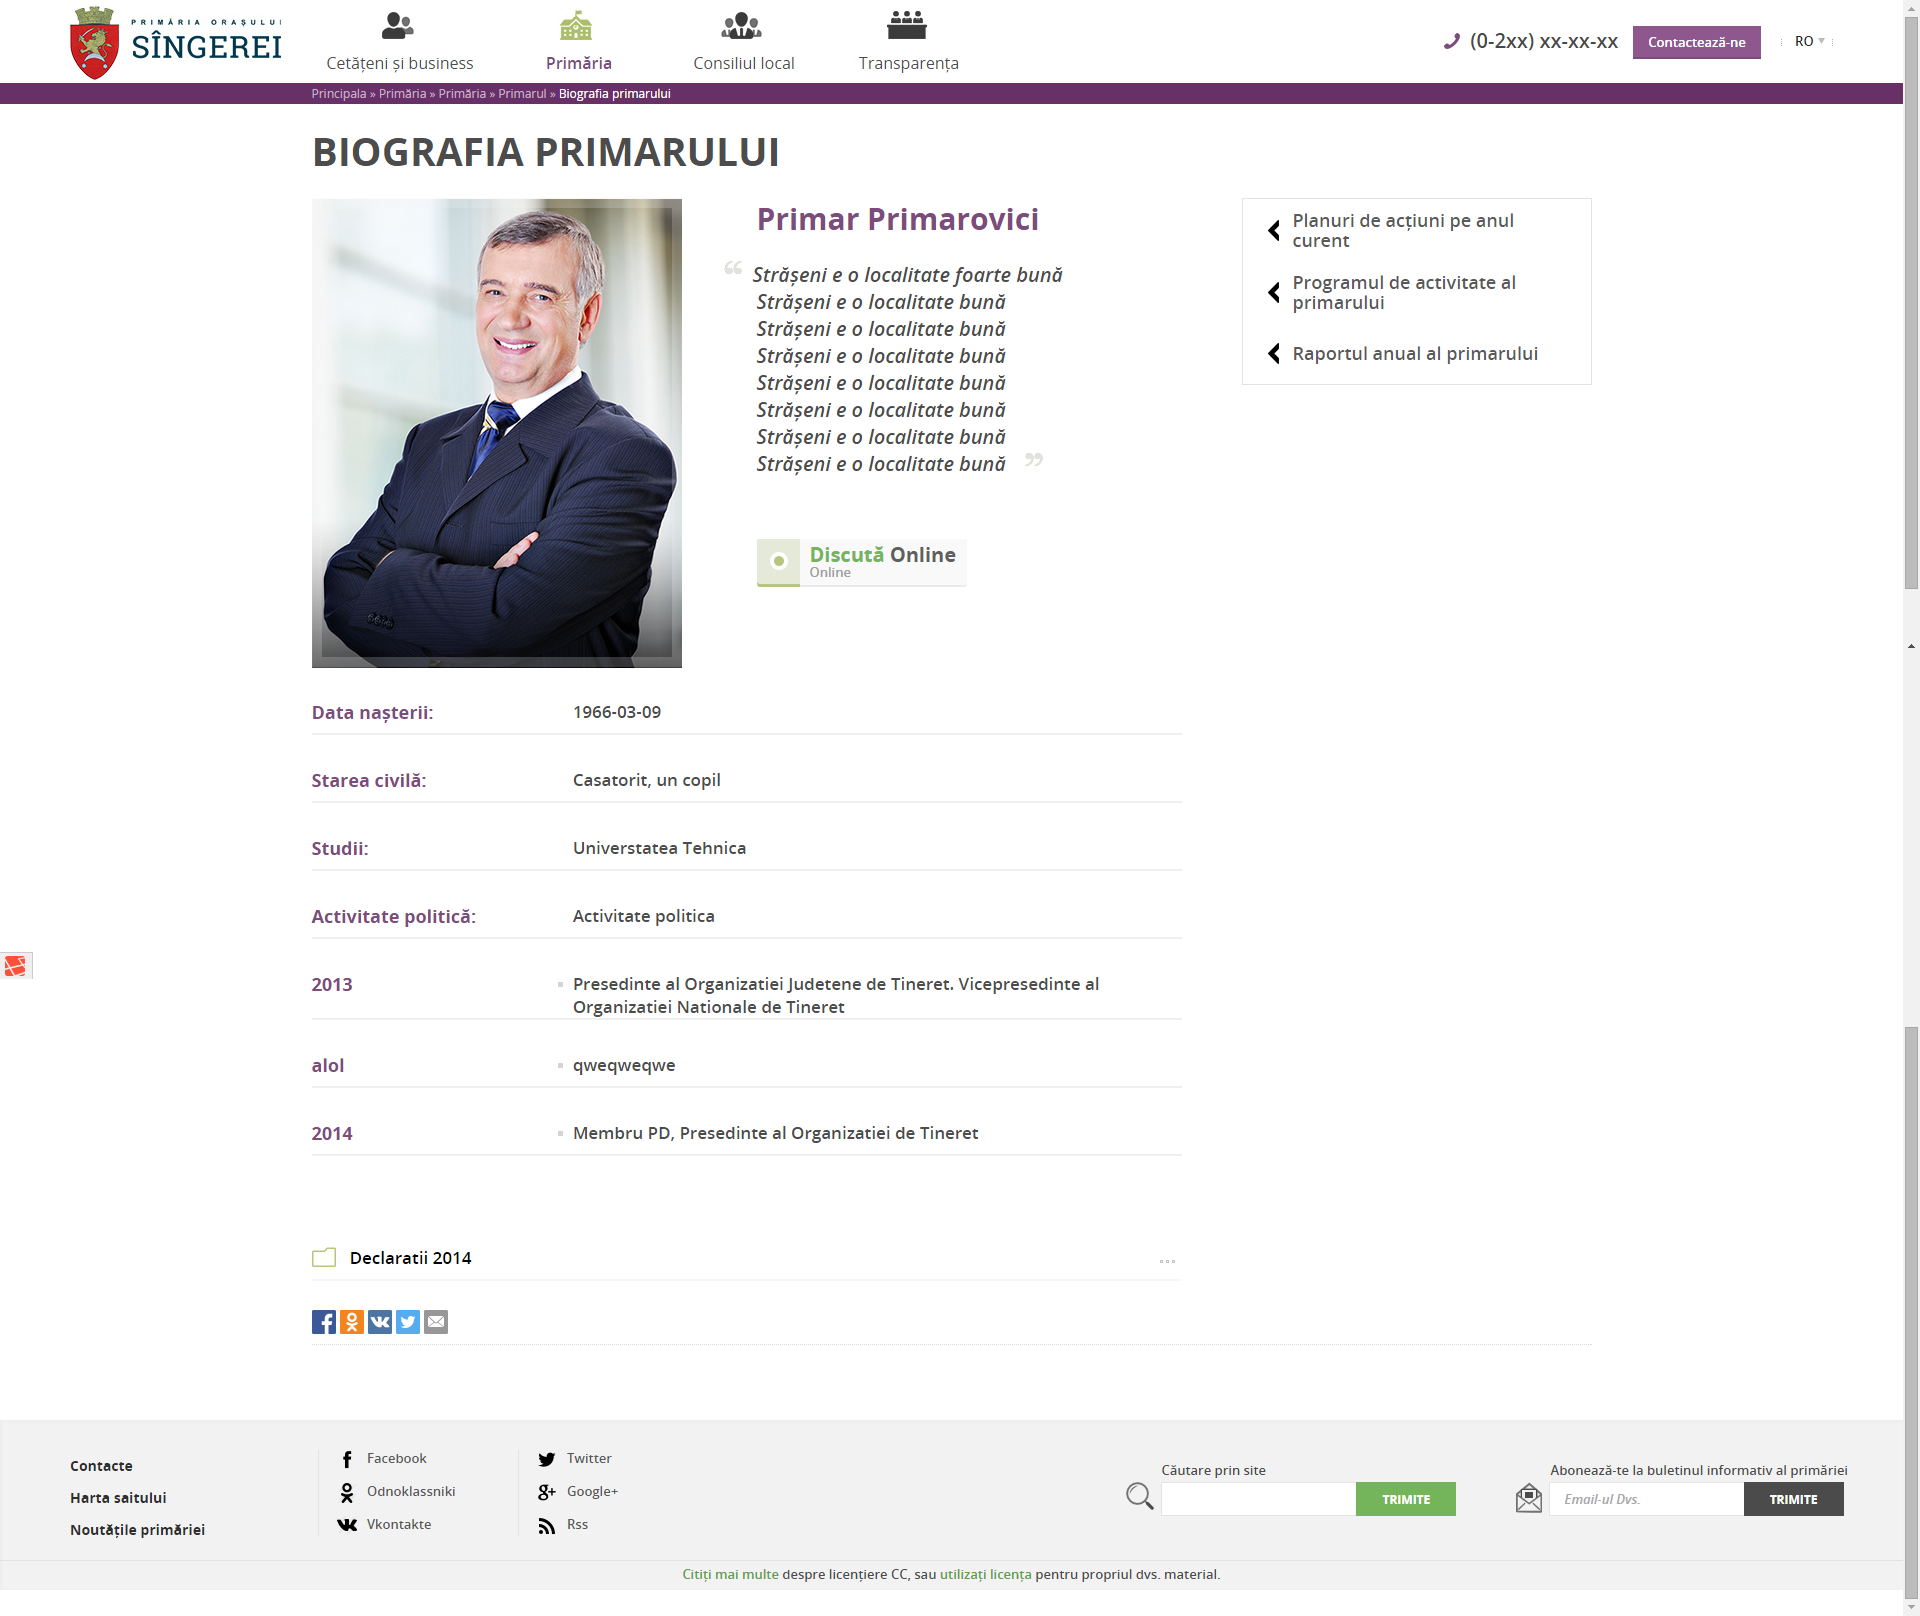 PRIMĂRIA ORAȘULUI
SÎNGEREI
Cetățeni și business
Primăria
Consiliul local
Transparența
(0-2xx) xx-xx-xx
Contactează-ne
RO
Principala » Primăria » Primăria » Primarul » Biografia primarului
BIOGRAFIA PRIMARULUI
Primar Primarovici
“ Strășeni e o localitate foarte bună
Strășeni e o localitate bună
Strășeni e o localitate bună
Strășeni e o localitate bună
Strășeni e o localitate bună
Strășeni e o localitate bună
Strășeni e o localitate bună
Strășeni e o localitate bună ”
Discută Online
Online
Planuri de acțiuni pe anul
curent
Programul de activitate al
primarului
Raportul anual al primarului
Data nașterii: 1966-03-09
Starea civilă: Casatorit, un copil
Studii: Universtatea Tehnica
Activitate politică: Activitate politica
2013 Presedinte al Organizatiei Judetene de Tineret. Vicepresedinte al
Organizatiei Nationale de Tineret
alol qweqweqwe
2014 Membru PD, Presedinte al Organizatiei de Tineret
Declaratii 2014
Contacte
Harta saitului
Noutățile primăriei
Facebook
Odnoklassniki
Vkontakte
Twitter
Google+
Rss
Căutare prin site
TRIMITE
Abonează-te la buletinul informativ al primăriei
Email-ul Dvs.
TRIMITE
Citiți mai multe despre licențiere CC, sau utilizați licența pentru propriul dvs. material.